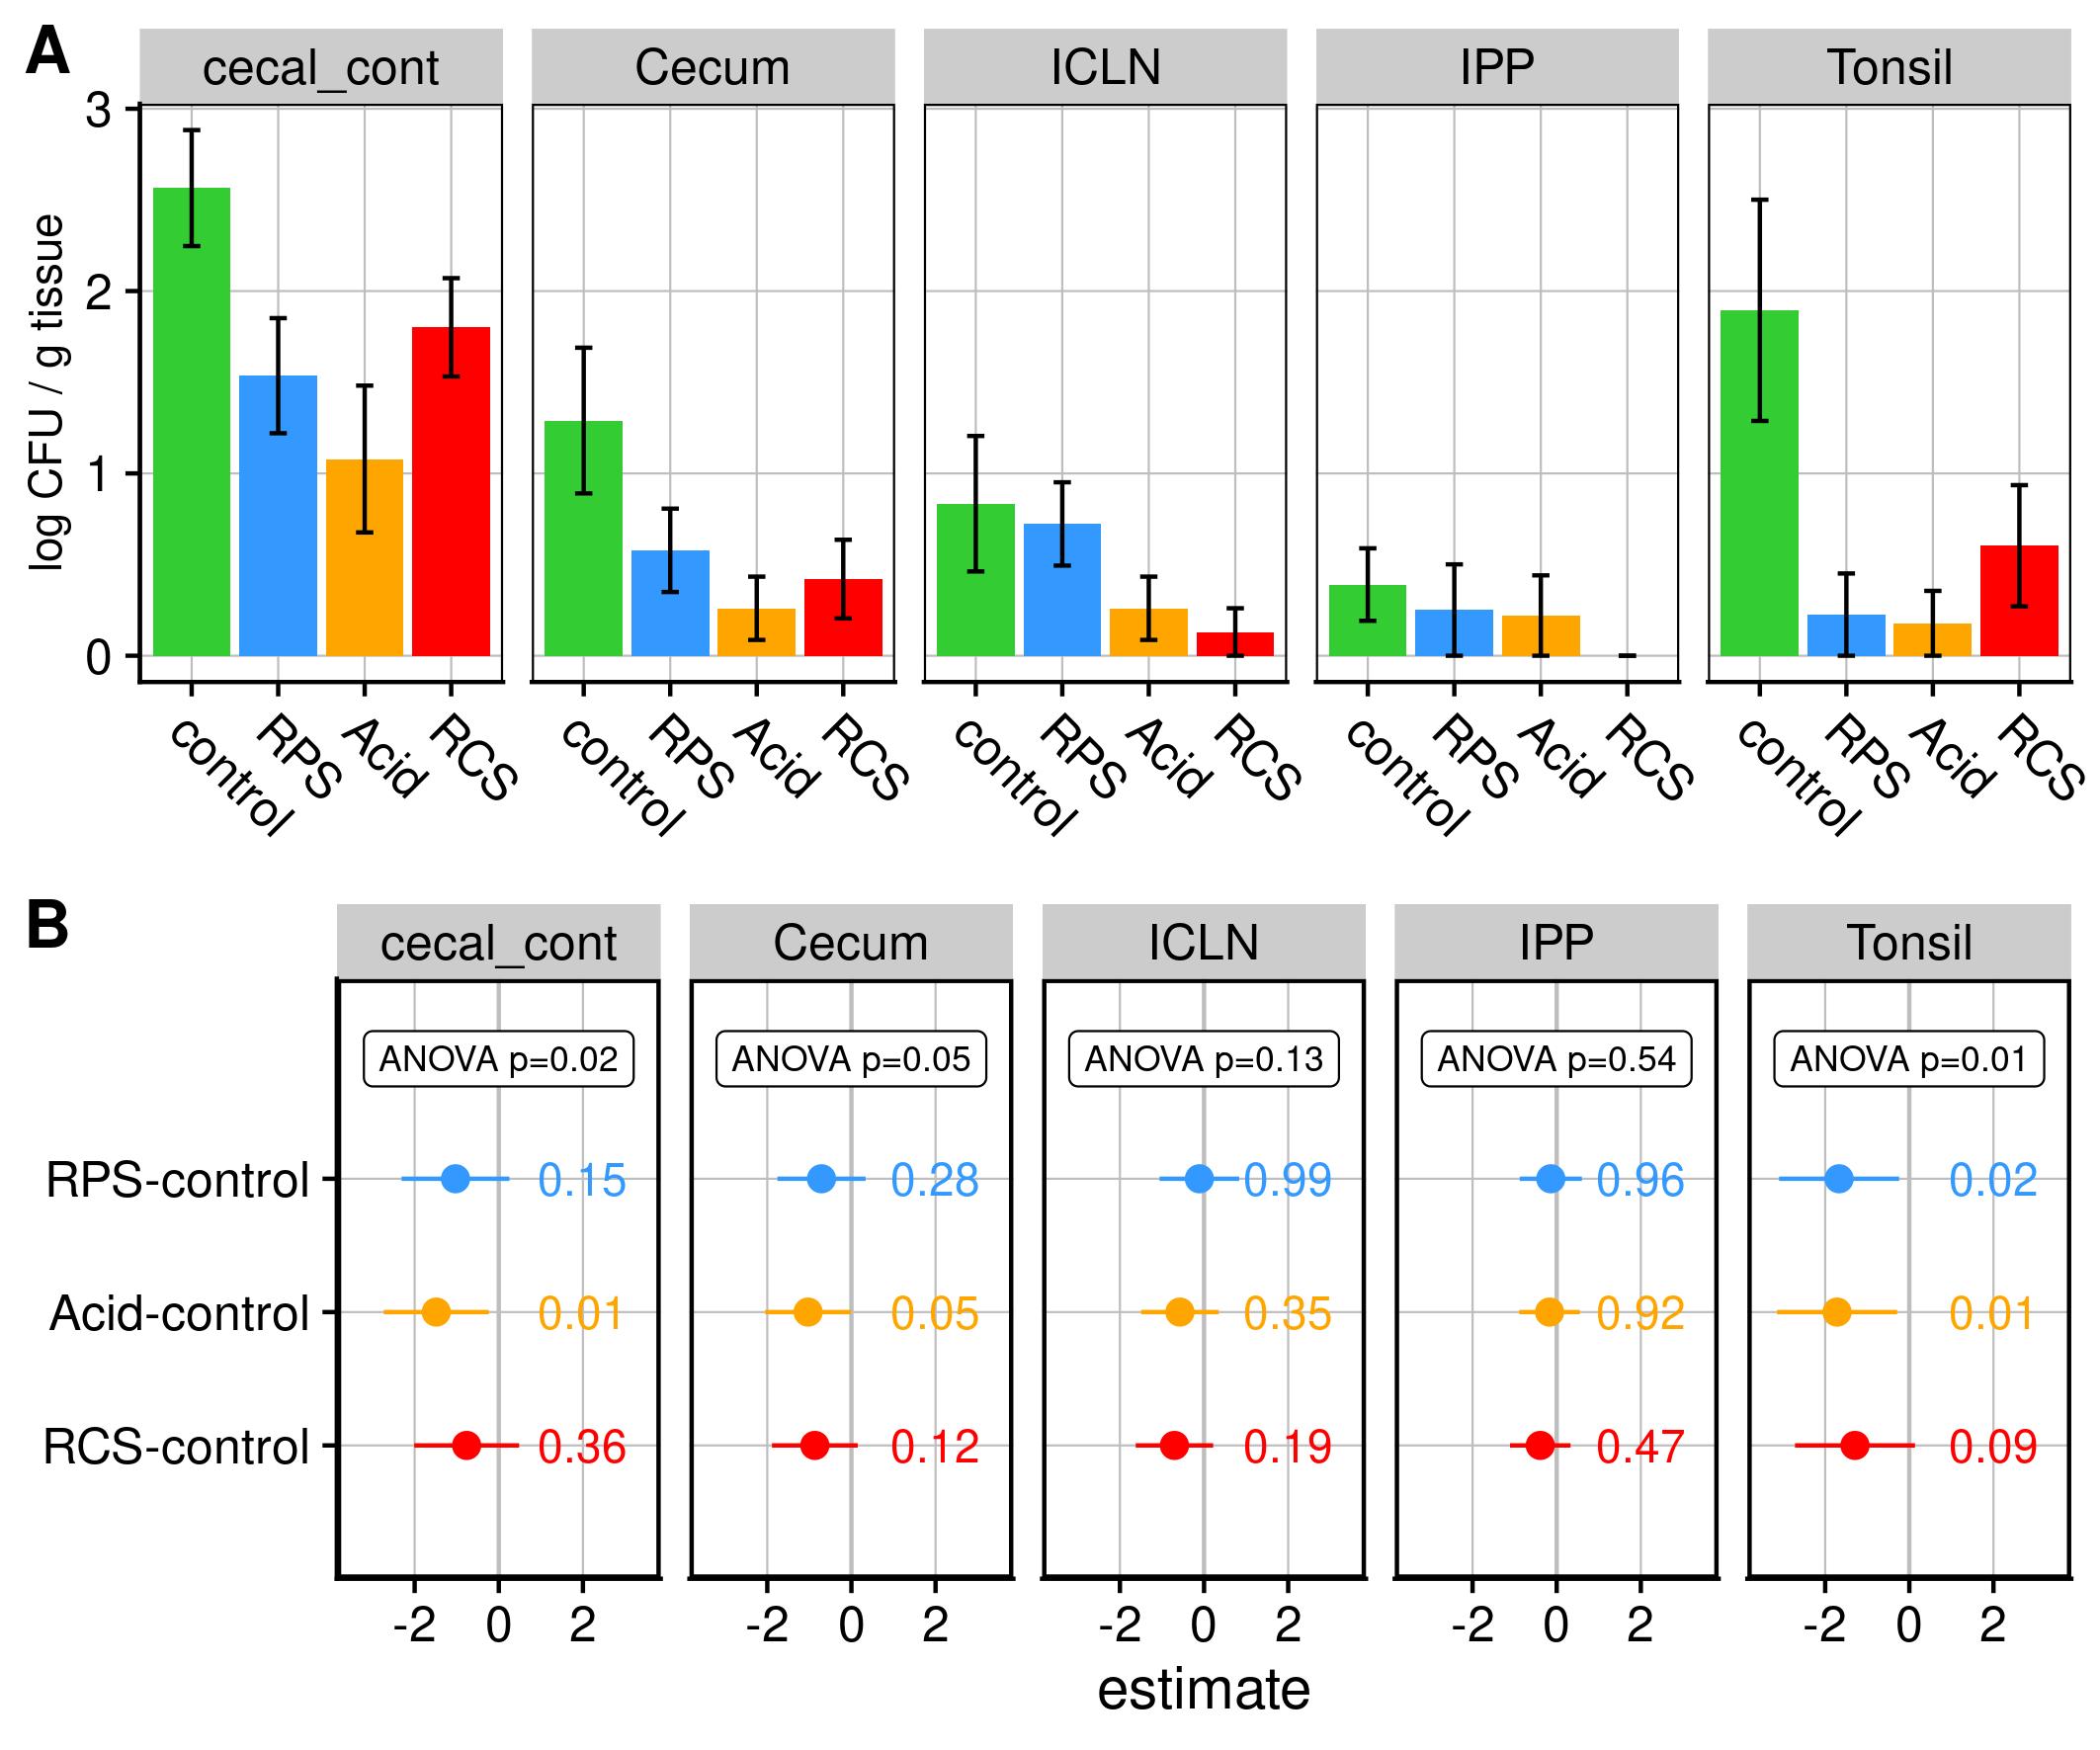 A
cecal_cont Cecum ICLN IPP Tonsil
log CFU / g tissue
3
2
1
0
control RPS Acid RCS control RPS Acid RCS control RPS Acid RCS control RPS Acid RCS control RPS Acid RCS
B
cecal_cont Cecum ICLN IPP Tonsil
ANOVA p=0.02 ANOVA p=0.05 ANOVA p=0.13 ANOVA p=0.54 ANOVA p=0.01
RPS-control 0.15 0.28 0.99 0.96 0.02
Acid-control 0.01 0.05 0.35 0.92 0.01
RCS-control 0.36 0.12 0.19 0.47 0.09
-2 0 2 -2 0 2 -2 0 2 -2 0 2 -2 0 2
estimate